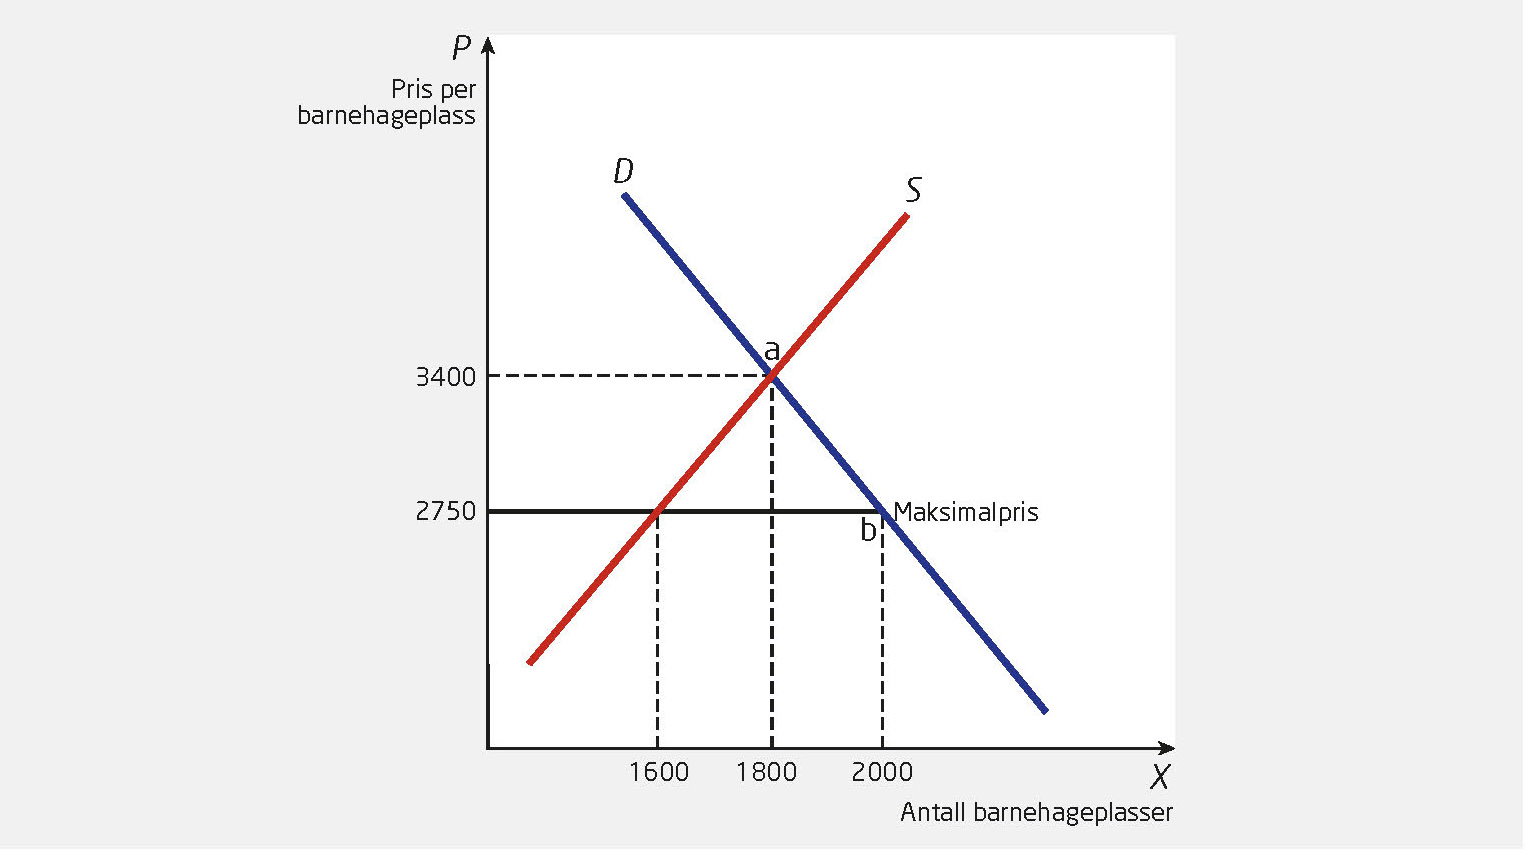 P
Pris per
barnehageplass
D
S
a
3400
2750
Maksimalpris
b
1600 1800 2000
X
Antall barnehageplasser